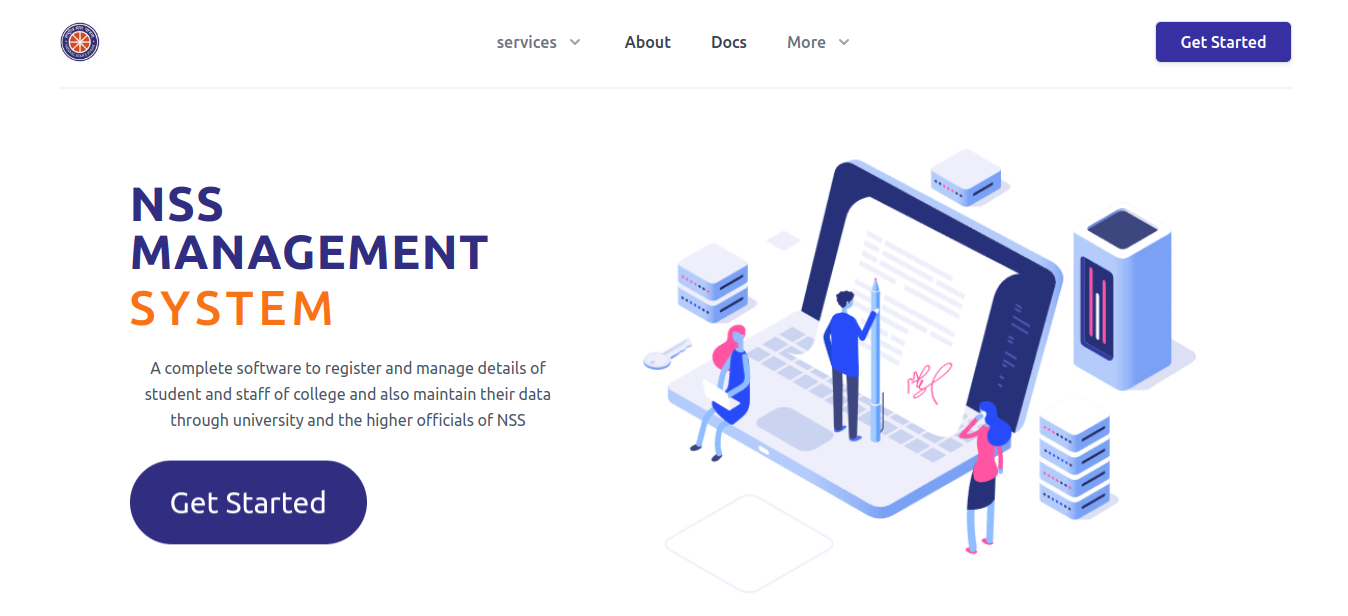 services
About
Docs
More
Get Started
NSS
MANAGEMENT
SYSTEM
A complete software to register and manage details of
student and staff of college and also maintain their data
through university and the higher officials of NSS
Get Started